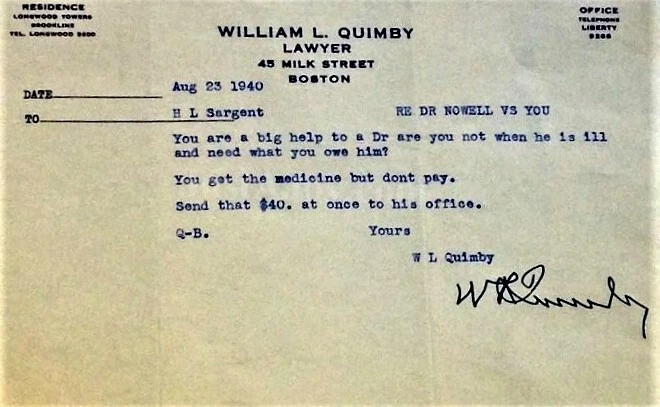 RESIDENCE
LONGWOOD TOWERS
BROOKLINE
TEL. LONGWOOD
WILLIAM L. QUIMBY
LAWYER
45 MILK STREET
BOSTON
OFFICE
TELEPHONE
LIBERTY
DATE Aug 23 1940
TO H L Sargent RE DR NOWELL VS YOU
You are a big help to a Dr are you not when he is ill
and need what you owe him?
You get the medicine but dont pay.
Send that $40. at once to his office.
Q-B. Yours
W L Quimby
W L Quimby